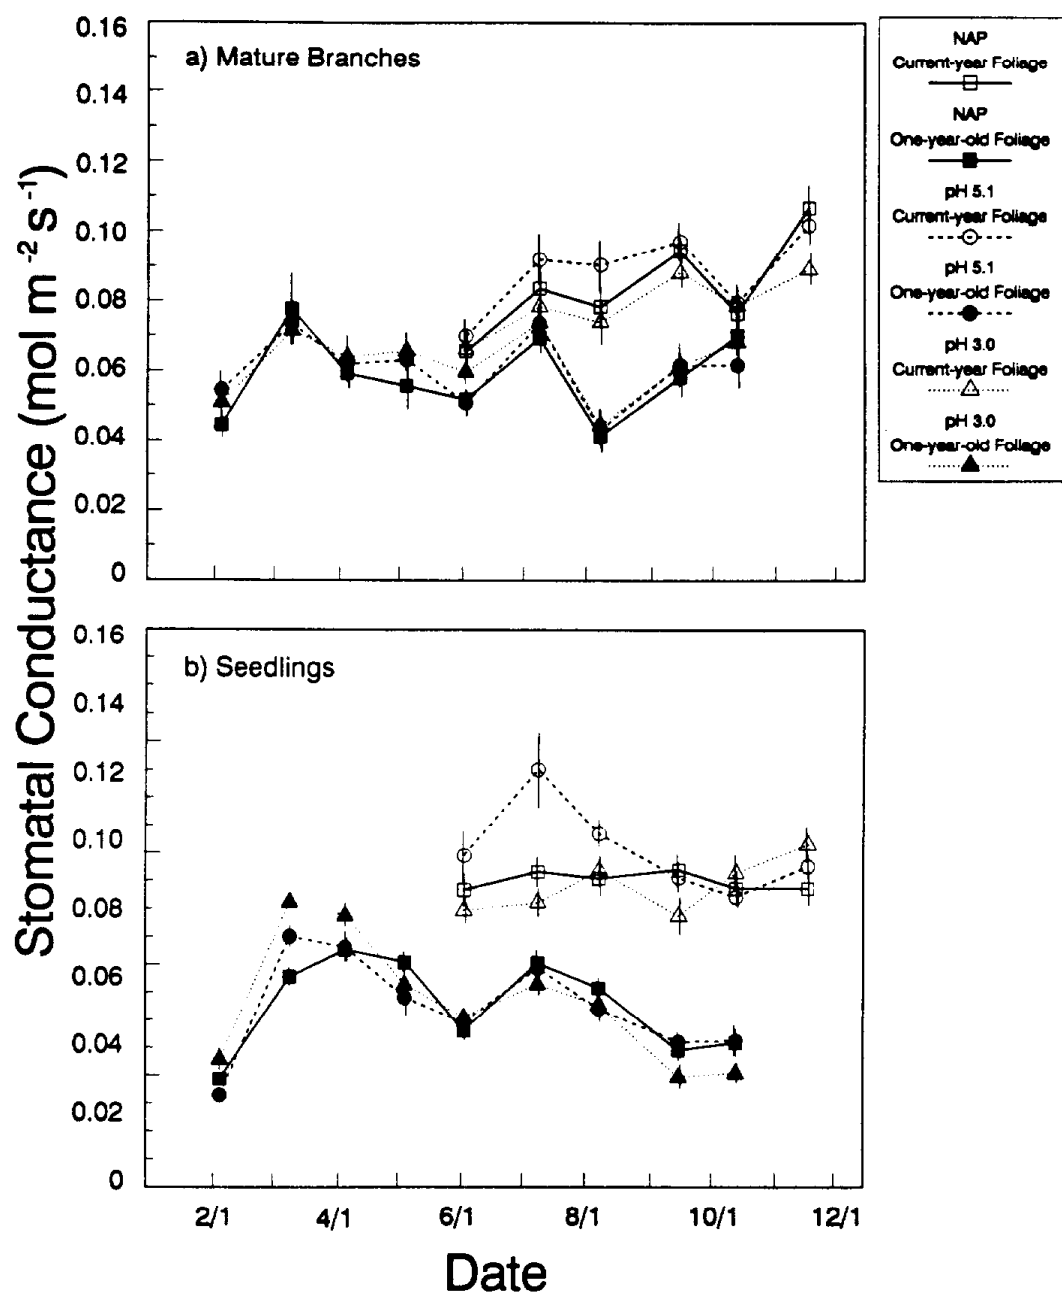 Stomatal Conductance (mol m-2 s-1)
0.16
0.14
0.12
0.10
0.08
0.06
0.04
0.02
0
a) Mature Branches
NAP
Current-year Foliage
NAP
One-year-old Foliage
pH 5.1
Current-year Foliage
pH 5.1
One-year-old Foliage
pH 3.0
Current-year Foliage
pH 3.0
One-year-old Foliage
0.16
0.14
0.12
0.10
0.08
0.06
0.04
0.02
0
b) Seedlings
2/1 4/1 6/1 8/1 10/1 12/1
Date